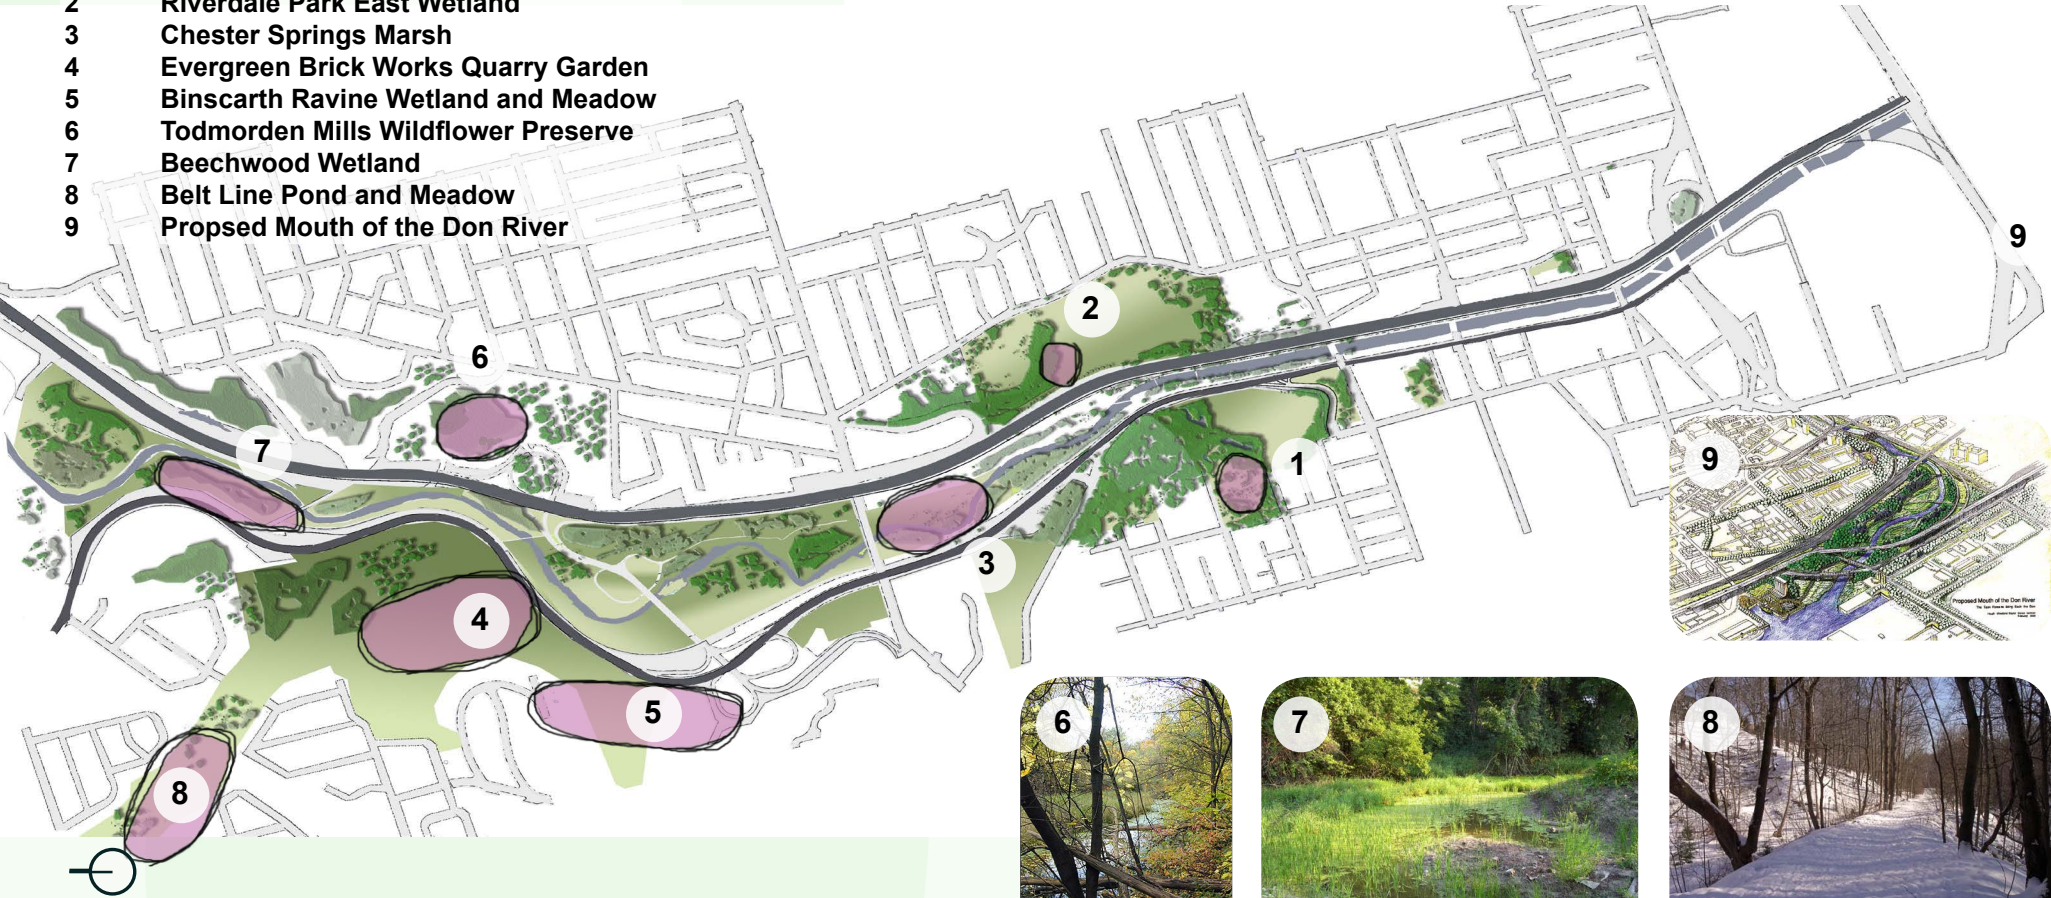 2 Riverdale Park East Wetland
3 Chester Springs Marsh
4 Evergreen Brick Works Quarry Garden
5 Binscarth Ravine Wetland and Meadow
6 Todmorden Mills Wildflower Preserve
7 Beechwood Wetland
8 Belt Line Pond and Meadow
9 Propsed Mouth of the Don River
9
2
6
7
1
9
3
4
5
8
6
7
8
Proposed Mouth of the Don River